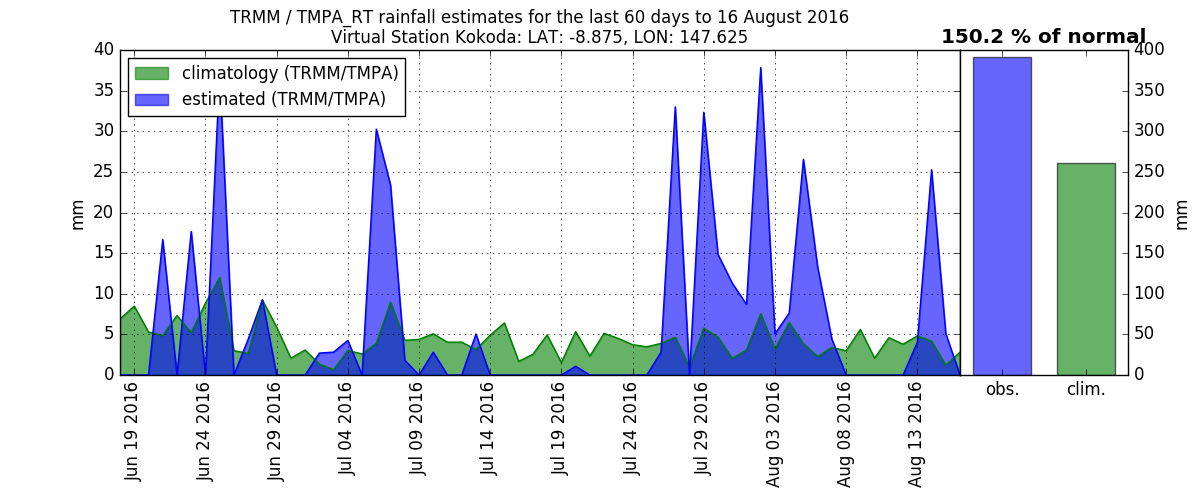 TRMM / TMPA_RT rainfall estimates for the last 60 days to 16 August 2016
Virtual Station Kokoda: LAT: -8.875, LON: 147.625
150.2 % of normal
climatology (TRMM/TMPA)
estimated (TRMM/TMPA)
40
35
30
25
20
15
10
5
0
mm
Jun 19 2016
Jun 24 2016
Jun 29 2016
Jul 04 2016
Jul 09 2016
Jul 14 2016
Jul 19 2016
Jul 24 2016
Jul 29 2016
Aug 03 2016
Aug 08 2016
Aug 13 2016
obs.
clim.
400
350
300
250
200
150
100
50
0
mm